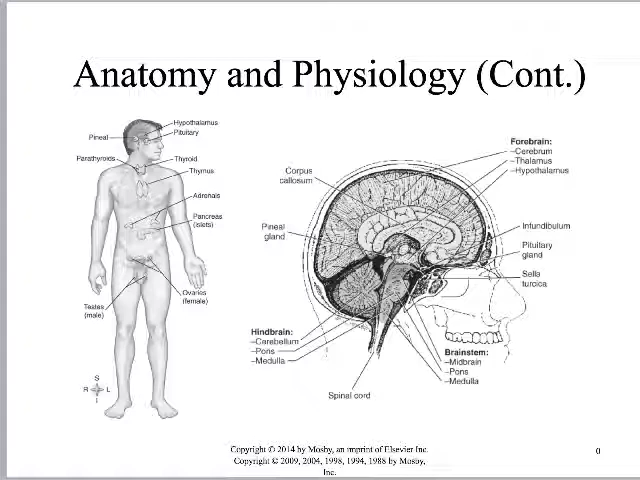 Anatomy and Physiology (Cont.)
Hypothalamus
Pineal
Pituitary
Parathyroids
Thyroid
Thymus
Adrenals
Pancreas
(islets)
Ovaries
(female)
Testes
(male)
S
R
L
I
Forebrain:
–Cerebrum
–Thalamus
–Hypothalamus
Corpus
callosum
Pineal
gland
Infundibulum
Pituitary
gland
Sella
turcica
Hindbrain:
–Cerebellum
–Pons
–Medulla
Brainstem:
–Midbrain
–Pons
–Medulla
Spinal cord
Copyright © 2014 by Mosby, an imprint of Elsevier Inc.
Copyright © 2009, 2004, 1998, 1994, 1988 by Mosby,
Inc.
0